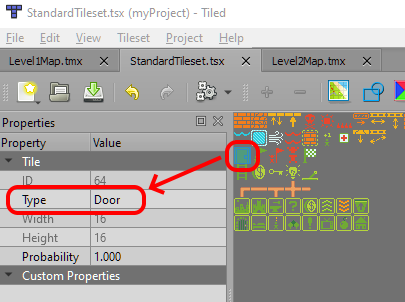 StandardTileset.tsx (myProject) - Tiled
File Edit View Tileset Project Help
Level1Map.tmx StandardTileset.tsx Level2Map.tmx
Properties
Property Value
Tile
ID 64
Type Door
Width 16
Height 16
Probability 1.000
Custom Properties